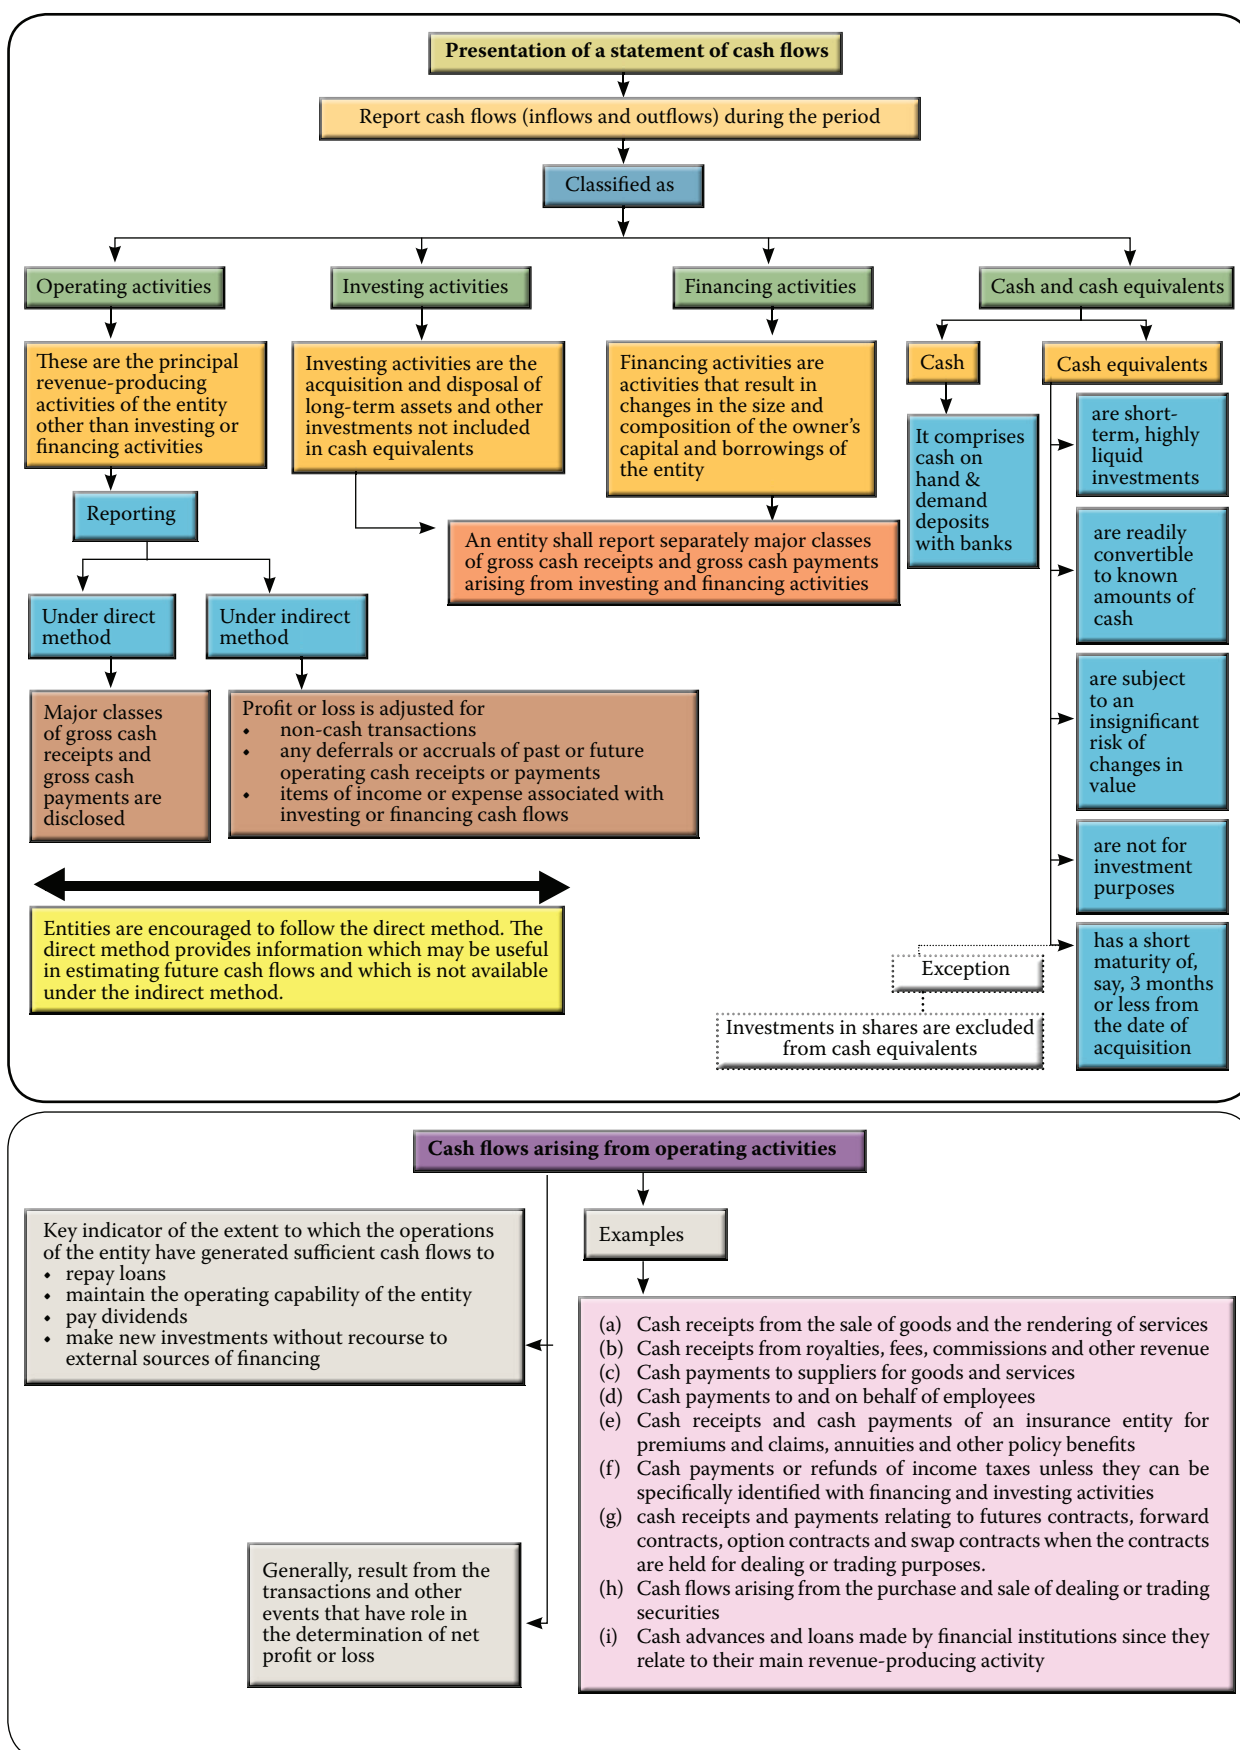 Presentation of a statement of cash flows
Report cash flows (inflows and outflows) during the period
Classified as
Operating activities
Investing activities
Financing activities
Cash and cash equivalents
These are the principal
revenue-producing
activities of the entity
other than investing or
financing activities
Investing activities are the
acquisition and disposal of
long-term assets and other
investments not included
in cash equivalents
Financing activities are
activities that result in
changes in the size and
composition of the owner's
capital and borrowings of
the entity
Cash
Cash equivalents
It comprises
cash on
hand &
demand
deposits
with banks
are short-
term, highly
liquid
investments
are readily
convertible
to known
amounts of
cash
are subject
to an
insignificant
risk of
changes in
value
are not for
investment
purposes
has a short
maturity of,
say, 3 months
or less from
the date of
acquisition
Exception
Investments in shares are excluded
from cash equivalents
Reporting
An entity shall report separately major classes
of gross cash receipts and gross cash payments
arising from investing and financing activities
Under direct
method
Under indirect
method
Major classes
of gross cash
receipts and
gross cash
payments are
disclosed
Profit or loss is adjusted for
• non-cash transactions
• any deferrals or accruals of past or future
operating cash receipts or payments
• items of income or expense associated with
investing or financing cash flows
Entities are encouraged to follow the direct method. The
direct method provides information which may be useful
in estimating future cash flows and which is not available
under the indirect method.
Cash flows arising from operating activities
Key indicator of the extent to which the operations
of the entity have generated sufficient cash flows to
• repay loans
• maintain the operating capability of the entity
• pay dividends
• make new investments without recourse to
external sources of financing
Generally, result from the
transactions and other
events that have role in
the determination of net
profit or loss
Examples
(a) Cash receipts from the sale of goods and the rendering of services
(b) Cash receipts from royalties, fees, commissions and other revenue
(c) Cash payments to suppliers for goods and services
(d) Cash payments to and on behalf of employees
(e) Cash receipts and cash payments of an insurance entity for
premiums and claims, annuities and other policy benefits
(f) Cash payments or refunds of income taxes unless they can be
specifically identified with financing and investing activities
(g) cash receipts and payments relating to futures contracts, forward
contracts, option contracts and swap contracts when the contracts
are held for dealing or trading purposes.
(h) Cash flows arising from the purchase and sale of dealing or trading
securities
(i) Cash advances and loans made by financial institutions since they
relate to their main revenue-producing activity